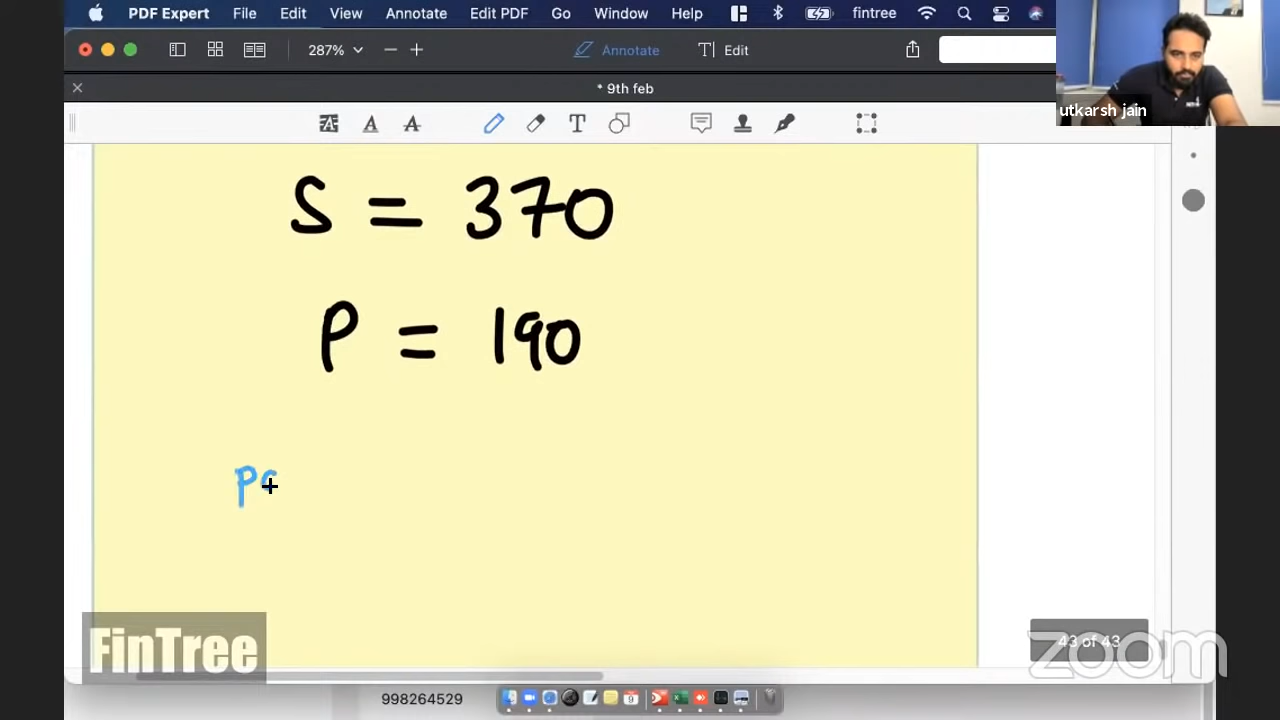 PDF Expert File Edit View Annotate Edit PDF Go Window Help fintree
287% Annotate T Edit
* 9th feb
utkarsh jain
S = 370
P = 190
FinTree
43 of 43
zoom
998264529